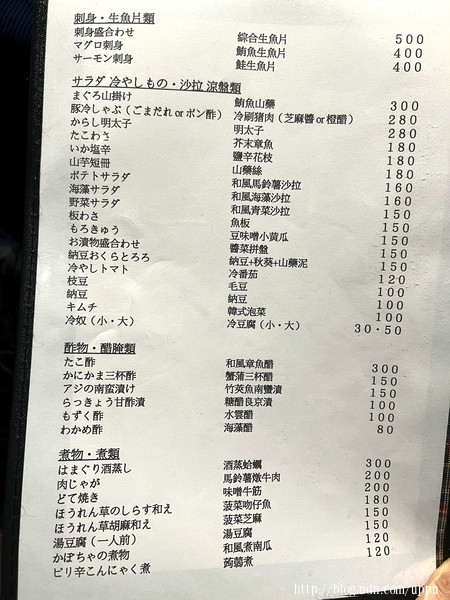 刺身・生魚片類
刺身盛合わせ 綜合生魚片 500
マグロ刺身 鮪魚生魚片 400
サーモン刺身 鮭生魚片 400
サラダ 冷やしもの・沙拉 涼盤類
まぐろ山掛け 鮪魚山藥 300
豚冷しゃぶ（ごまだれ or ポン酢） 冷刷猪肉（芝麻醬 or 橙醋） 280
からし明太子 明太子 280
たこわさ 芥末章魚 180
いか塩辛 鹽辛花枝 180
山芋短冊 山藥絲 180
ポテトサラダ 和風馬鈴薯沙拉 160
海藻サラダ 和風海藻沙拉 160
野菜サラダ 和風青菜沙拉 150
板わさ 魚板 150
もろきゅう 豆味噌小黃瓜 150
お漬物盛合わせ 醬菜拼盤 150
納豆おくらとろろ 納豆+秋葵+山藥泥 150
冷やしトマト 冷番茄 120
枝豆 毛豆 100
納豆 納豆 100
キムチ 韓式泡菜 100
冷奴（小・大） 冷豆腐（小・大） 30・50
酢物・醋腌類
たこ酢 和風章魚醋 300
かにかま三杯酢 蟹蒲三杯醋 150
アジの南蛮漬け 竹莢魚南蠻漬 150
らっきょう甘酢漬 糖醋良京漬 100
もずく酢 水雲醋 100
わかめ酢 海藻醋 80
煮物・煮類
はまぐり酒蒸し 酒蒸蛤蠣 300
肉じゃが 馬鈴薯燉牛肉 200
どて焼き 味噌牛筋 200
ほうれん草のしらす和え 菠菜吻仔魚 180
ほうれん草胡麻和え 菠菜芝麻 150
湯豆腐（一人前） 湯豆腐 150
かぼちゃの煮物 和風煮南瓜 120
ピリ辛こんにゃく煮 蒟蒻煮 120
http://blog.udn.com/uppu